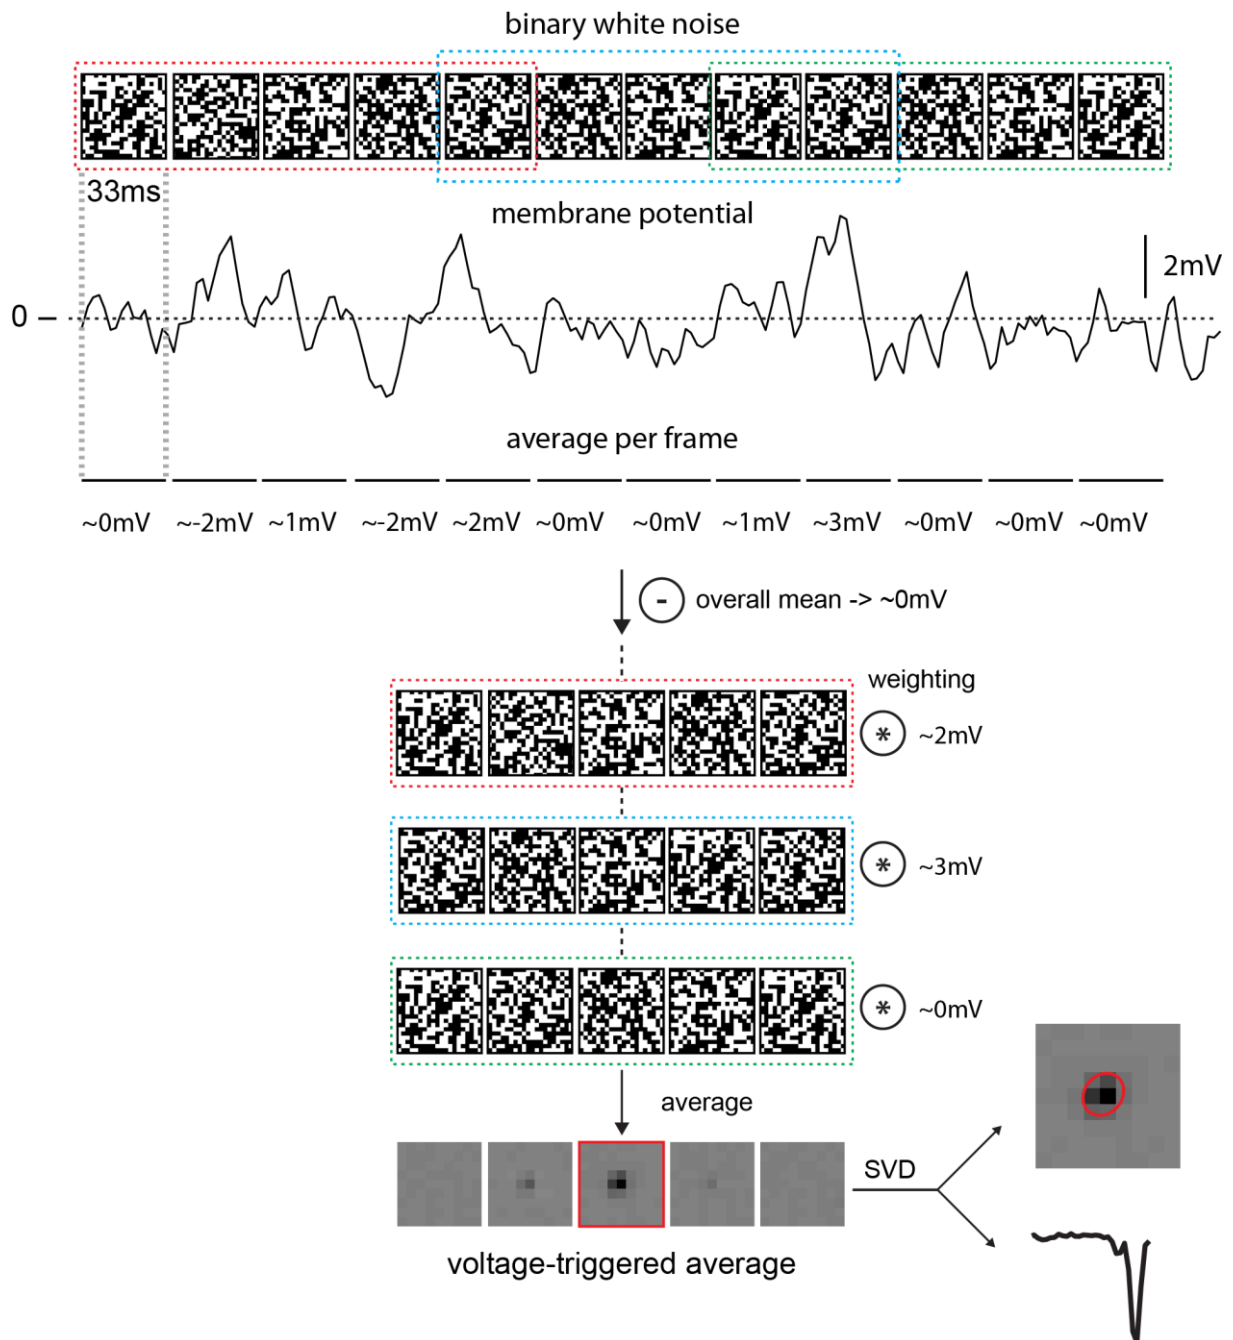 binary white noise
33ms
membrane potential
2mV
0
average per frame
~0mV ~-2mV ~1mV ~-2mV ~2mV ~0mV ~0mV ~1mV ~3mV ~0mV ~0mV ~0mV
- overall mean -> ~0mV
weighting
* ~2mV
* ~3mV
* ~0mV
average
SVD
voltage-triggered average